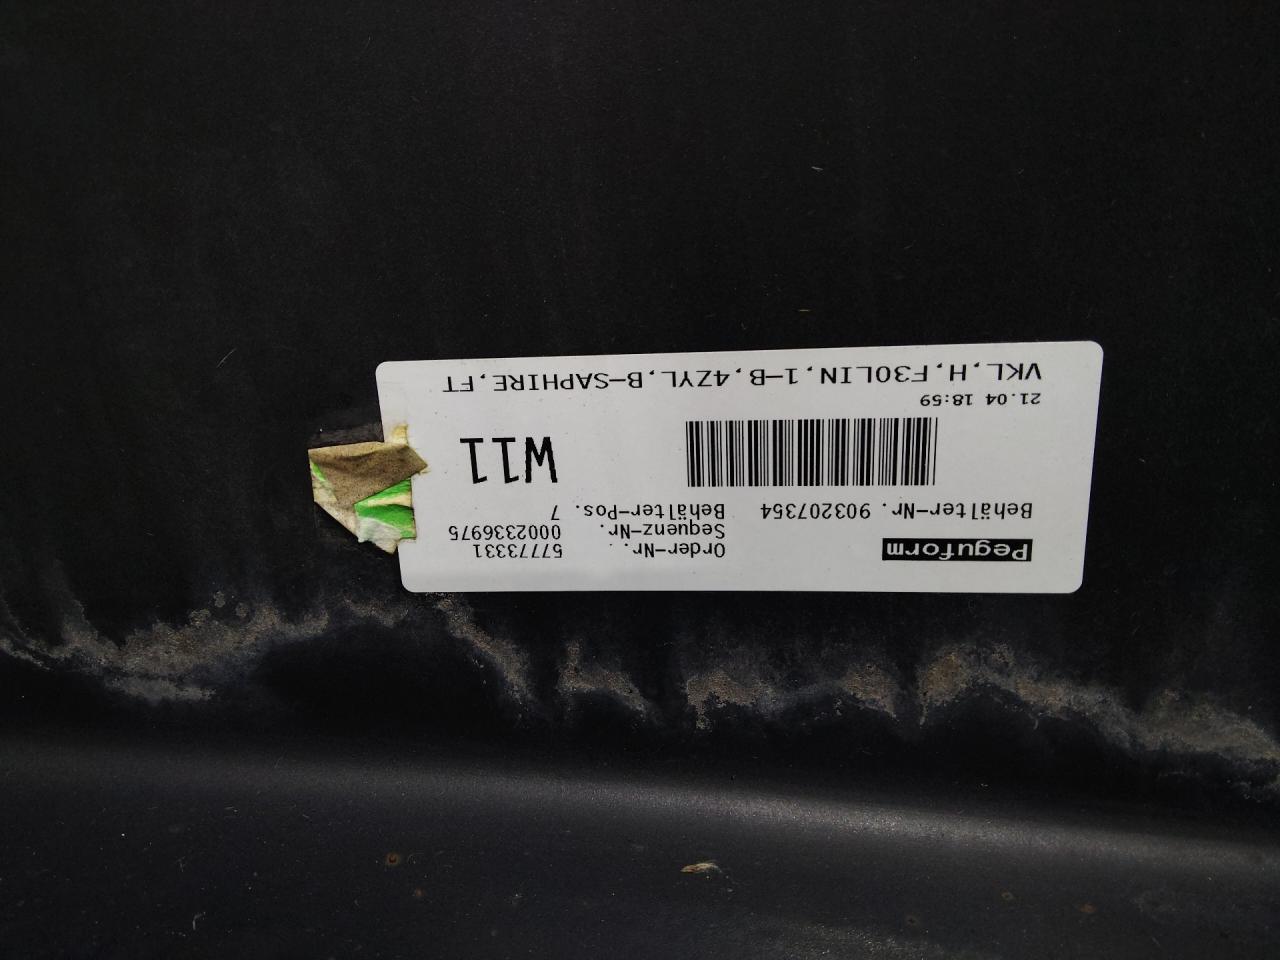 Peguform
Order-Nr. 57773331
Sequenz-Nr. 0002336975
Behälter-Nr. 903207354 Behälter-Pos. 7
W11
21.04 18:59
VKL,H,F30LIN,1-B,4ZYL,B-SAPHIRE,FT